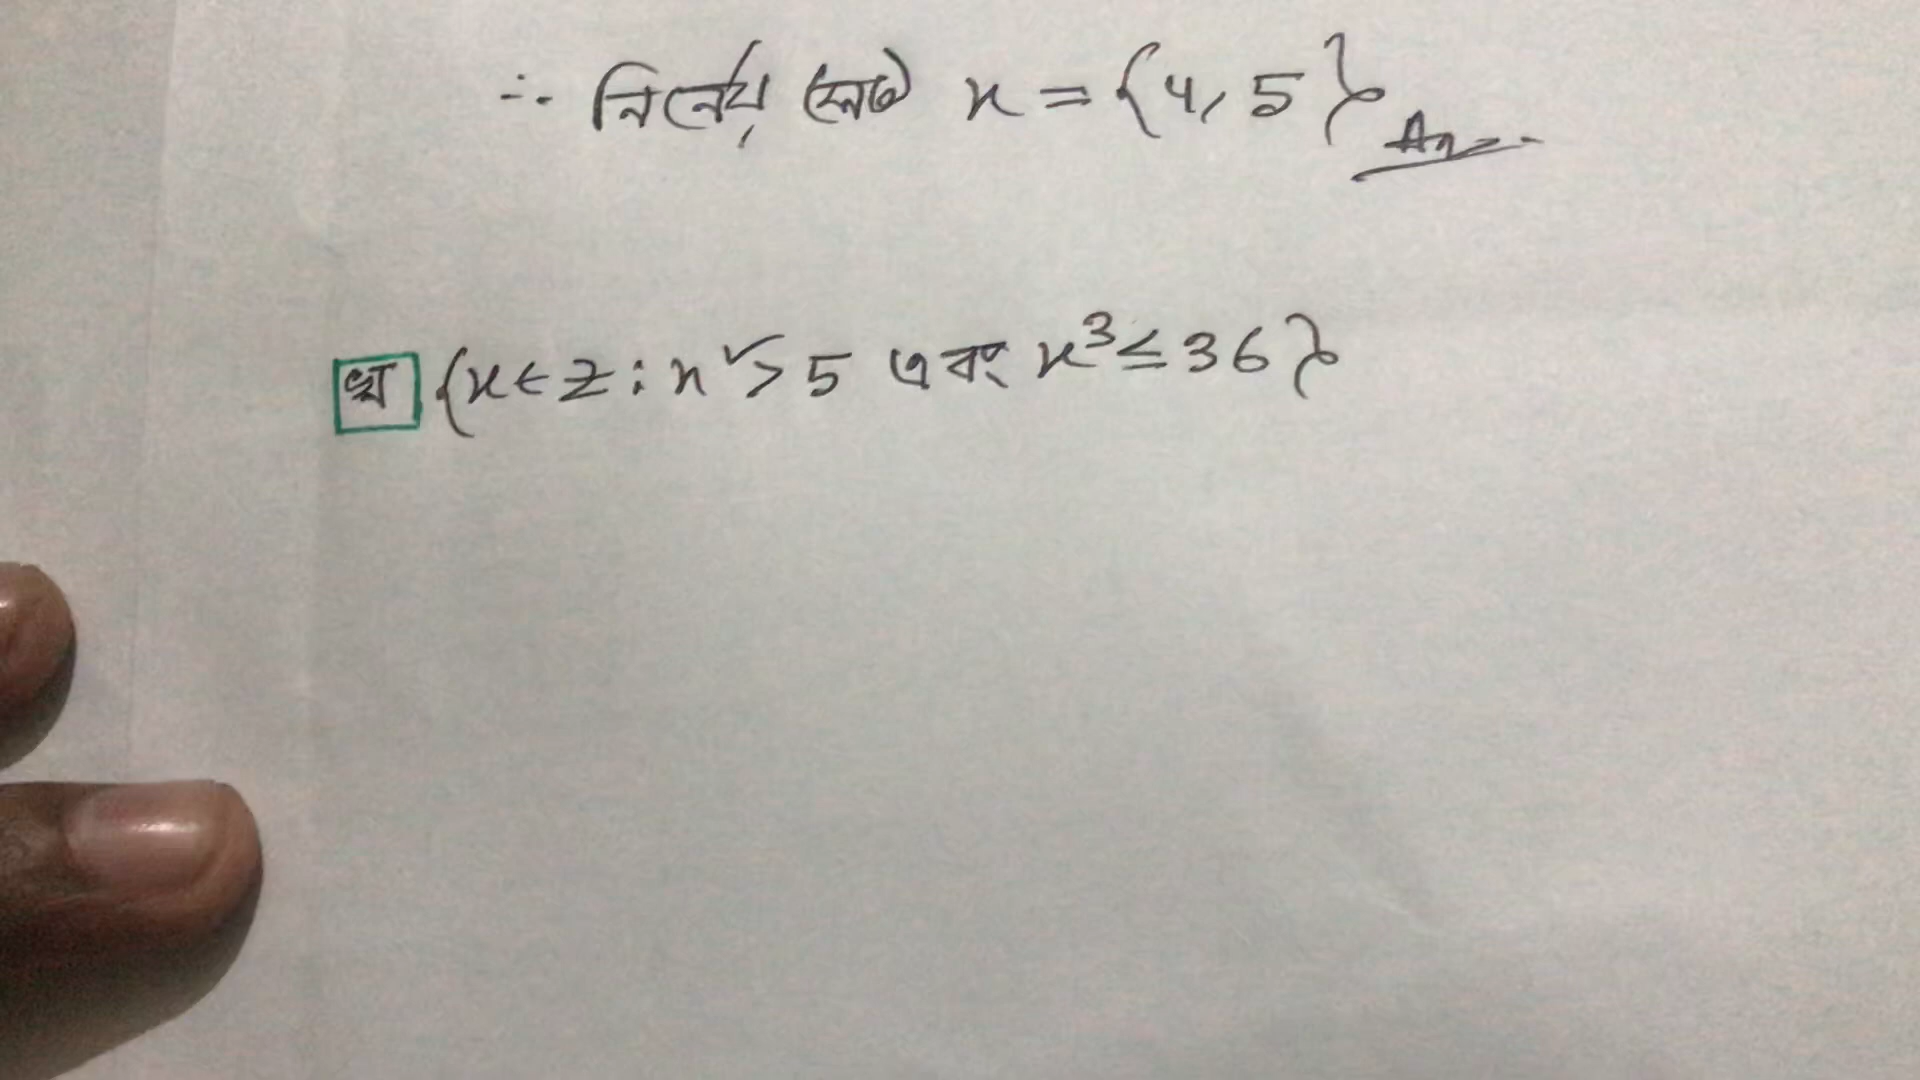 ∴ নির্নেয় সেট x = {4, 5} Ans.
খ {x ∈ Z : x² > 5 এবং x³ ≤ 36}